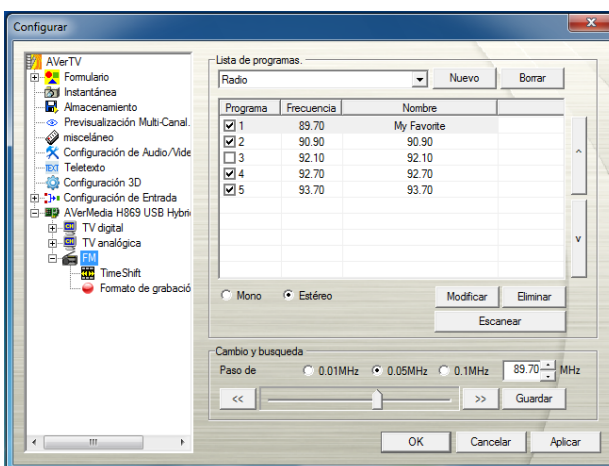 Configurar
AVerTV
Formulario
Instantánea
Almacenamiento
Previsualización Multi-Canal.
misceláneo
Configuración de Audio/Vide
Teletexto
Configuración 3D
Configuración de Entrada
AVerMedia H869 USB Hybri
TV digital
TV analógica
FM
TimeShift
Formato de grabació
Lista de programas.
Radio
Nuevo
Borrar
Programa Frecuencia Nombre
1 89.70 My Favorite
2 90.90 90.90
3 92.10 92.10
4 92.70 92.70
5 93.70 93.70
Mono Estéreo
Modificar Eliminar
Escanear
Cambio y busqueda
Paso de 0.01MHz 0.05MHz 0.1MHz 89.70 MHz
<< >> Guardar
OK Cancelar Aplicar